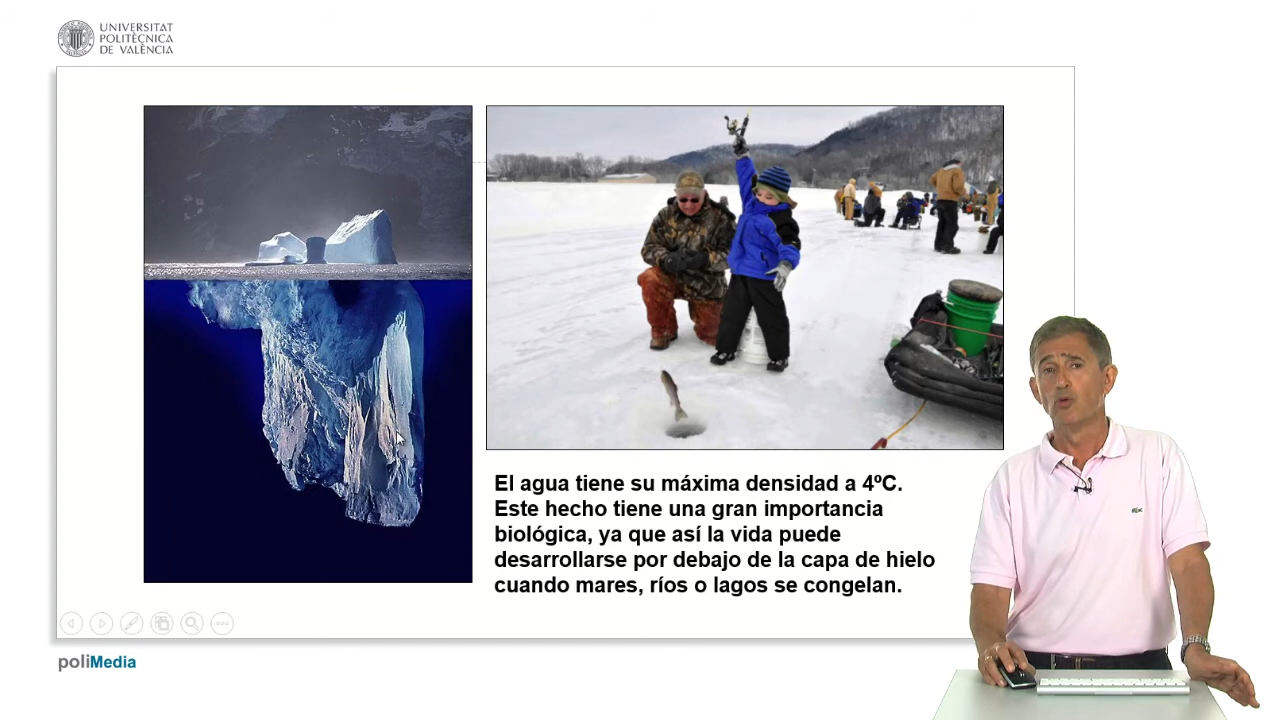 UNIVERSITAT
POLITÈCNICA
DE VALÈNCIA
El agua tiene su máxima densidad a 4ºC.
Este hecho tiene una gran importancia
biológica, ya que así la vida puede
desarrollarse por debajo de la capa de hielo
cuando mares, ríos o lagos se congelan.
poliMedia